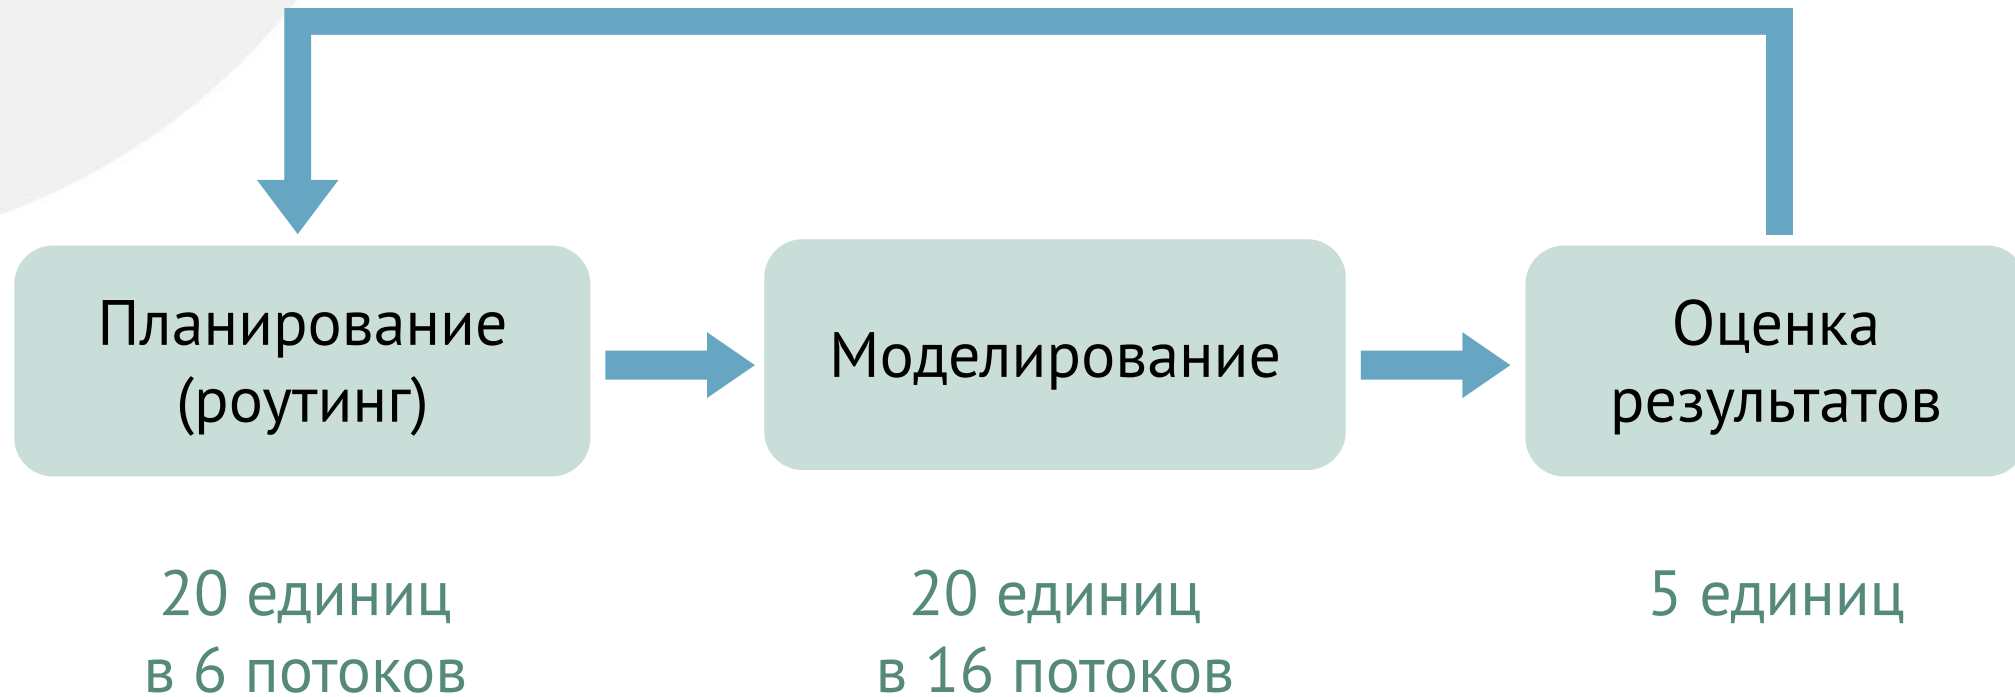 Планирование
(роутинг)
Моделирование
Оценка
результатов
20 единиц
в 6 потоков
20 единиц
в 16 потоков
5 единиц